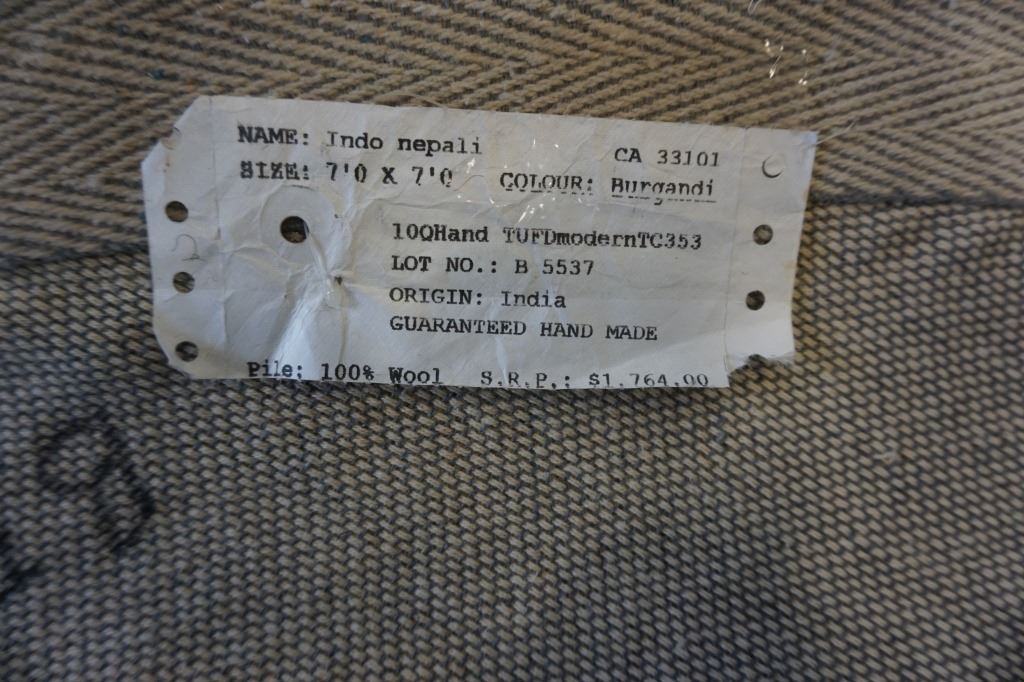 NAME: Indo nepali CA 33101
SIZE: 7'0 X 7'0 COLOUR: Burgandi
10QHand TUFDmodernTC353
LOT NO.: B 5537
ORIGIN: India
GUARANTEED HAND MADE
Pile: 100% Wool S.R.P.: $1,764.00